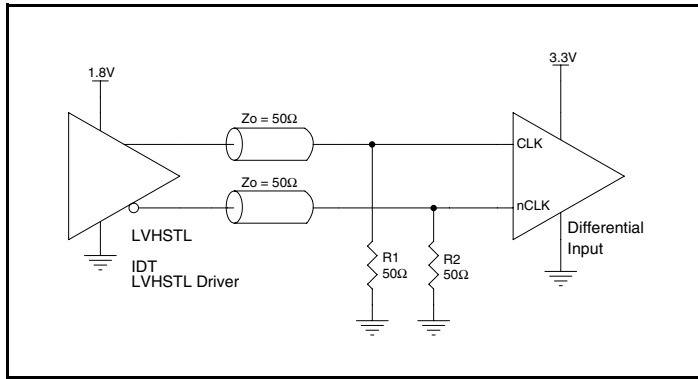 1.8V
3.3V
Zo = 50Ω
CLK
Zo = 50Ω
nCLK
LVHSTL
IDT
LVHSTL Driver
R1
50Ω
R2
50Ω
Differential
Input